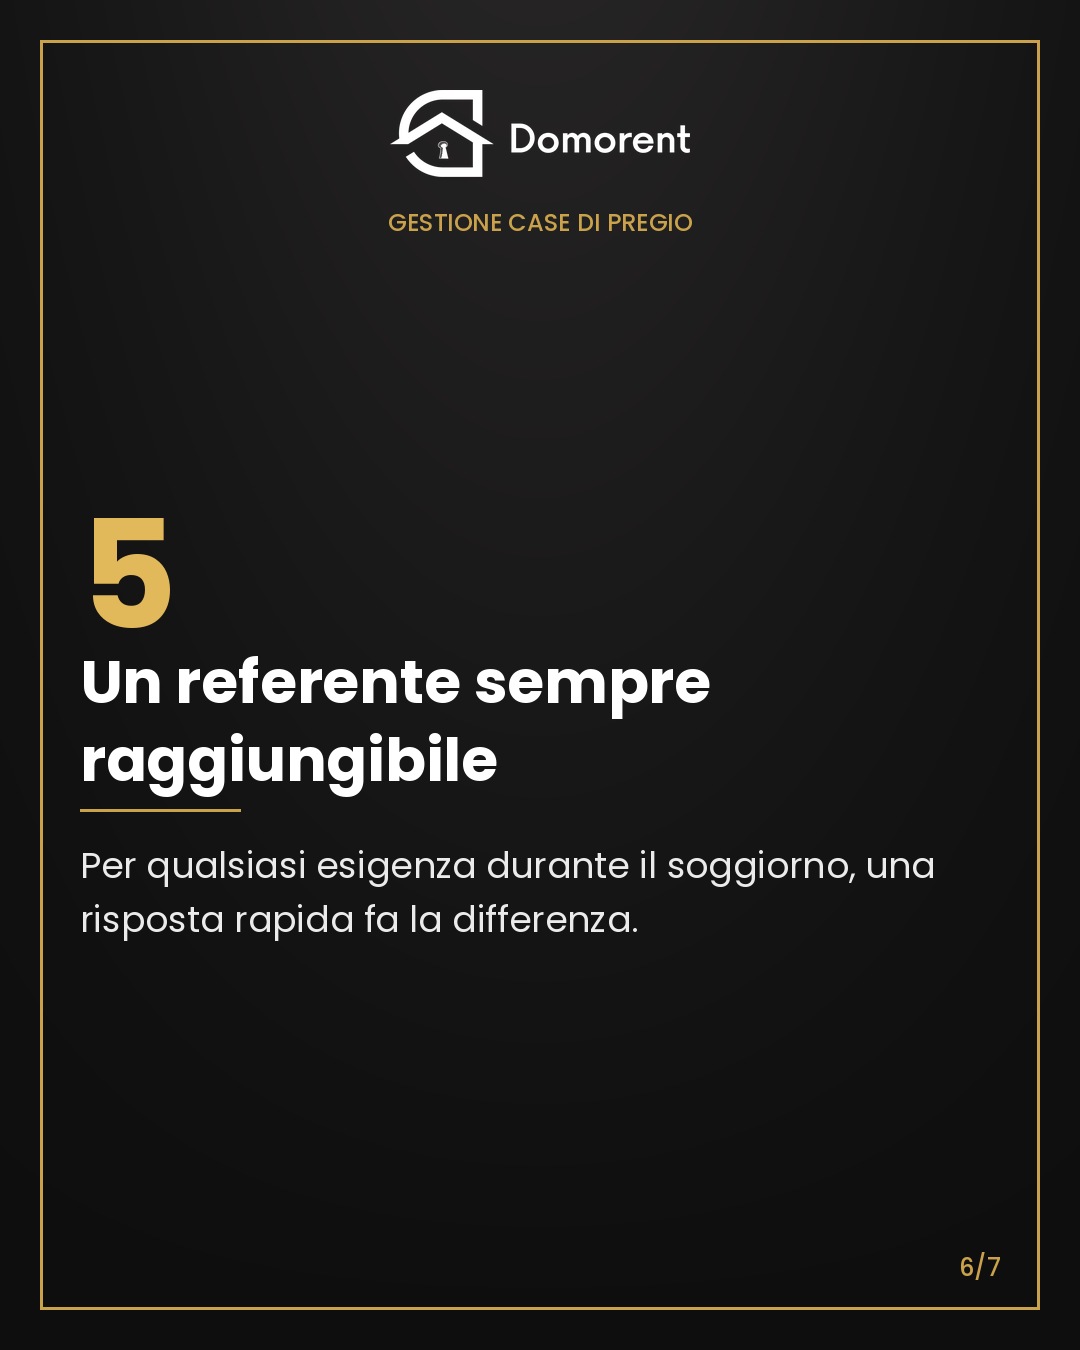 Domorent
GESTIONE CASE DI PREGIO
5
Un referente sempre
raggiungibile
Per qualsiasi esigenza durante il soggiorno, una
risposta rapida fa la differenza.
6/7